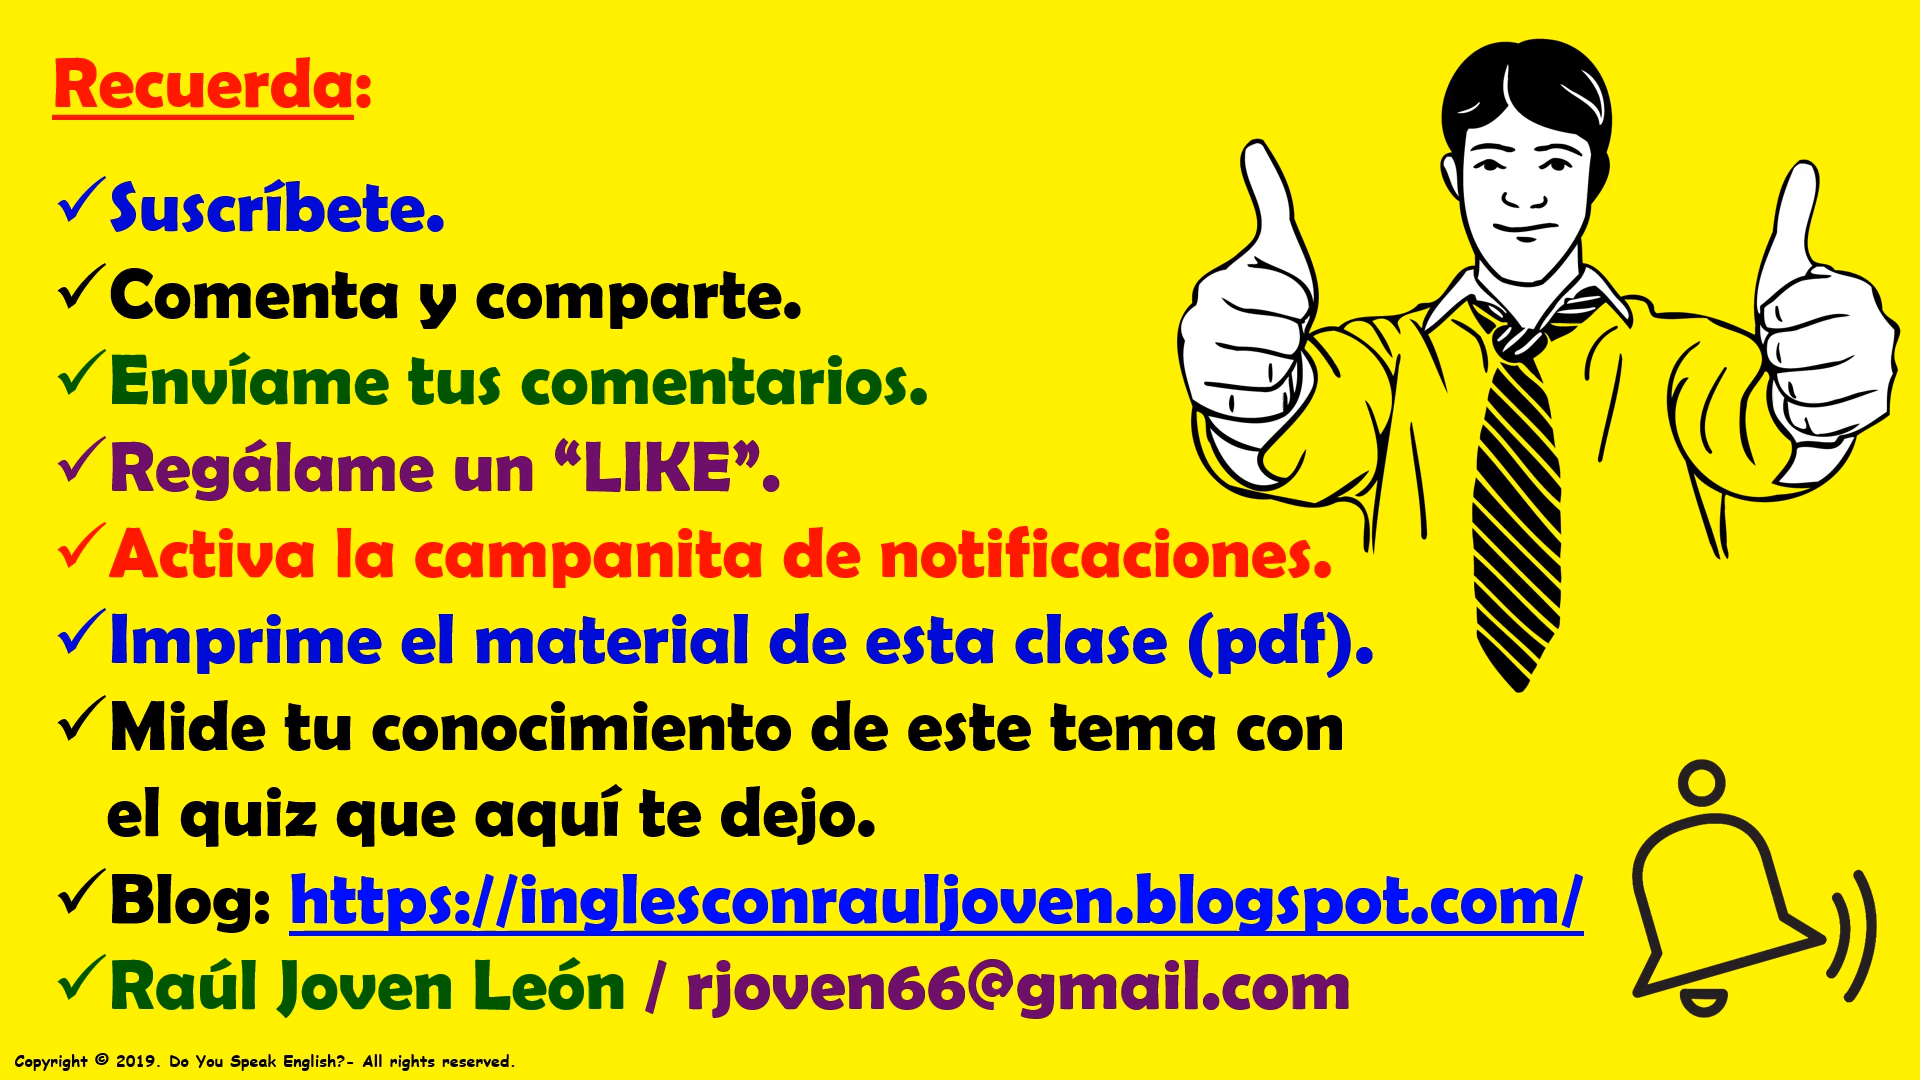 Recuerda:
✓Suscríbete.
✓Comenta y comparte.
✓Envíame tus comentarios.
✓Regálame un “LIKE”.
✓Activa la campanita de notificaciones.
✓Imprime el material de esta clase (pdf).
✓Mide tu conocimiento de este tema con
el quiz que aquí te dejo.
✓Blog: https://inglesconrauljoven.blogspot.com/
✓Raúl Joven León / rjoven66@gmail.com
Copyright © 2019. Do You Speak English?- All rights reserved.